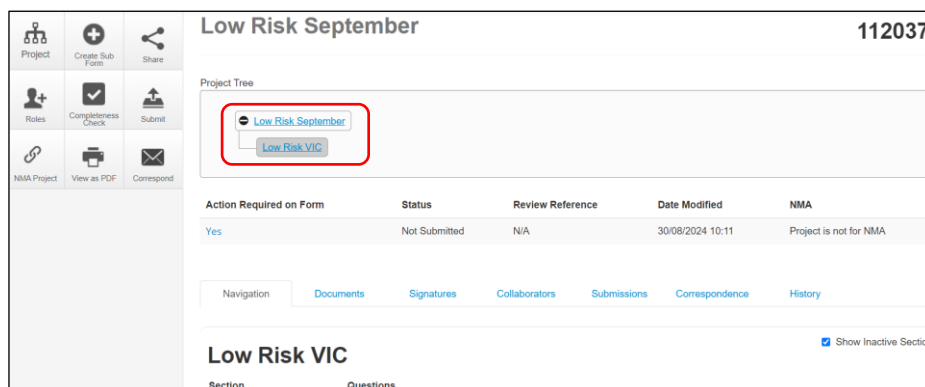 Low Risk September
112037
Project
Create Sub Form
Share
Roles
Completeness Check
Submit
NMA Project
View as PDF
Correspond
Project Tree
Low Risk September
Low Risk VIC
Action Required on Form Status Review Reference Date Modified NMA
Yes Not Submitted N/A 30/08/2024 10:11 Project is not for NMA
Navigation Documents Signatures Collaborators Submissions Correspondence History
Show Inactive Sectio
Low Risk VIC
Section Questions